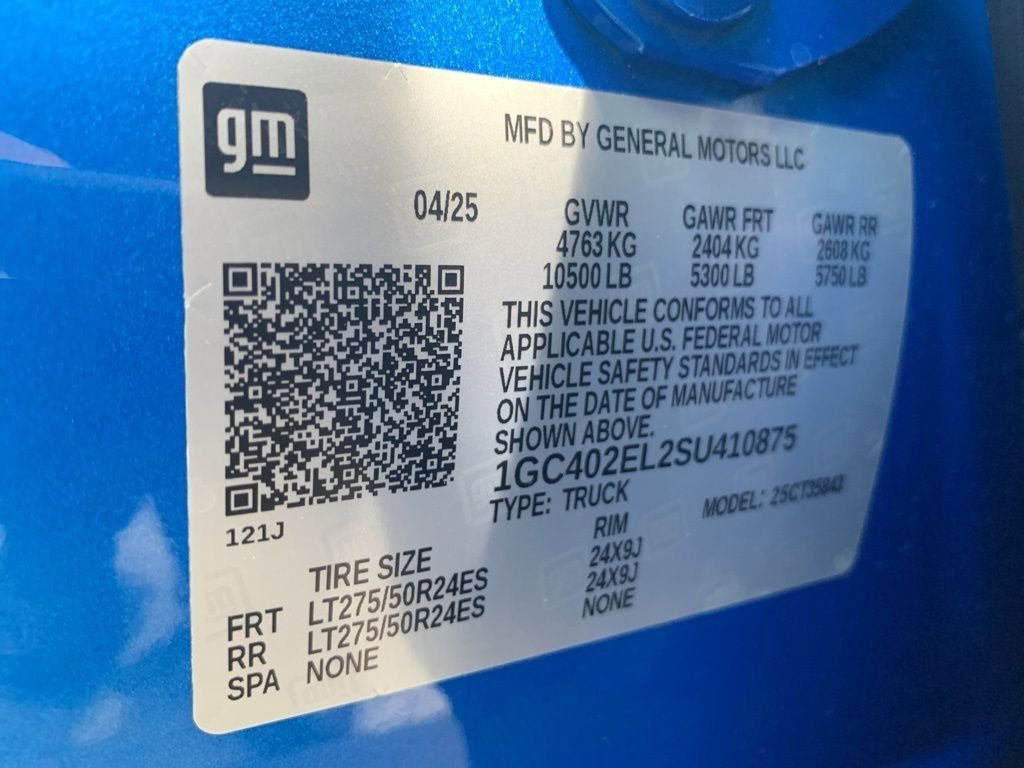 gm
MFD BY GENERAL MOTORS LLC
04/25 GVWR GAWR FRT GAWR RR
4763 KG 2404 KG 2608 KG
10500 LB 5300 LB 5750 LB
THIS VEHICLE CONFORMS TO ALL
APPLICABLE U.S. FEDERAL MOTOR
VEHICLE SAFETY STANDARDS IN EFFECT
ON THE DATE OF MANUFACTURE
SHOWN ABOVE.
1GC402EL2SU410875
TYPE: TRUCK MODEL: 25CT35843
121J
TIRE SIZE RIM
FRT LT275/50R24ES 24X9J
RR LT275/50R24ES 24X9J
SPA NONE NONE